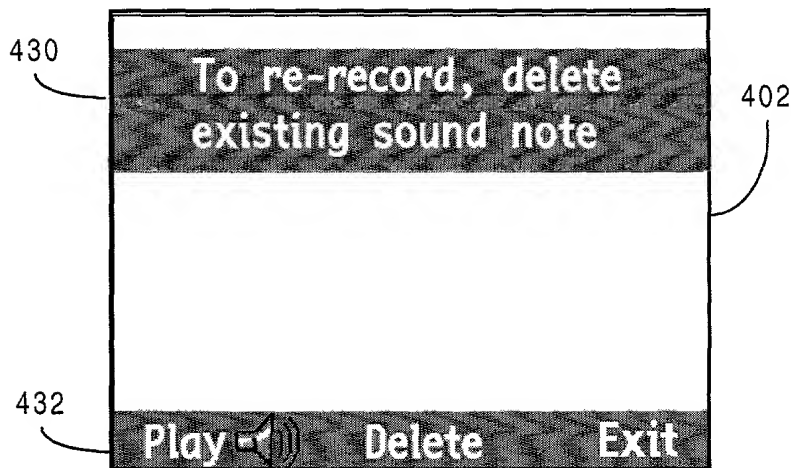 430
To re-record, delete
existing sound note
402
432
Play Delete Exit